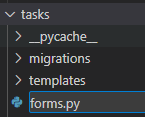 tasks
__pycache__
migrations
templates
forms.py